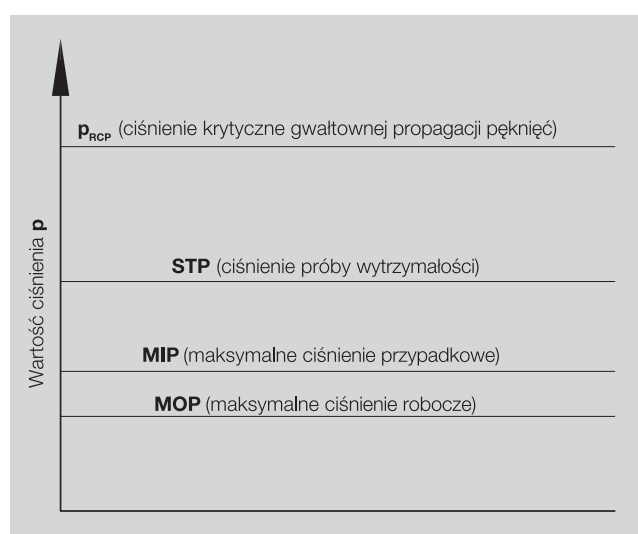 p_RCP (ciśnienie krytyczne gwałtownej propagacji pęknięć)
Wartość ciśnienia p
STP (ciśnienie próby wytrzymałości)
MIP (maksymalne ciśnienie przypadkowe)
MOP (maksymalne ciśnienie robocze)